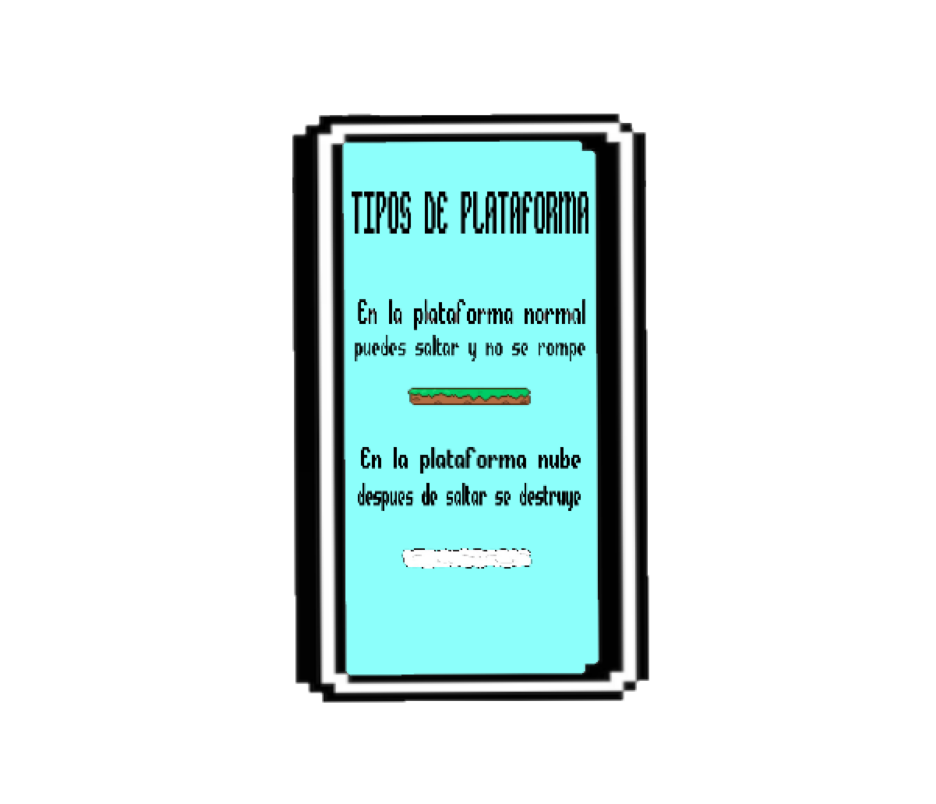 TIPOS DE PLATAFORMA
En la plataforma normal
puedes saltar y no se rompe
En la plataforma nube
despues de saltar se destruye